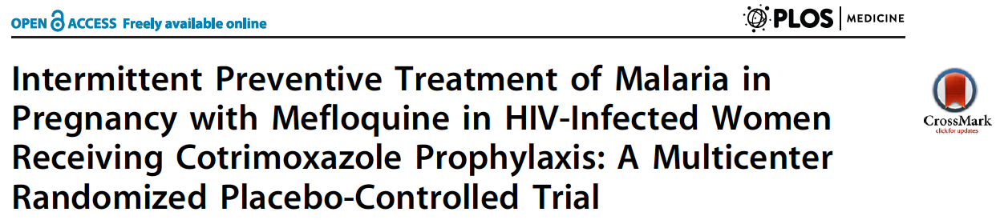 OPEN ACCESS Freely available online
PLOS MEDICINE
Intermittent Preventive Treatment of Malaria in
Pregnancy with Mefloquine in HIV-Infected Women
Receiving Cotrimoxazole Prophylaxis: A Multicenter
Randomized Placebo-Controlled Trial
CrossMark
click for updates